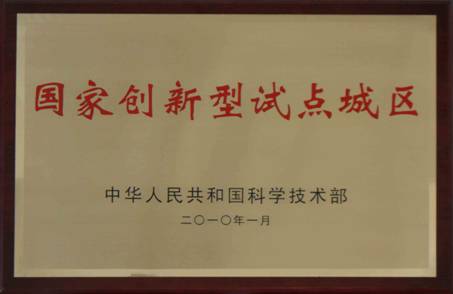 国家创新型试点城区
中华人民共和国科学技术部
二〇一〇年一月